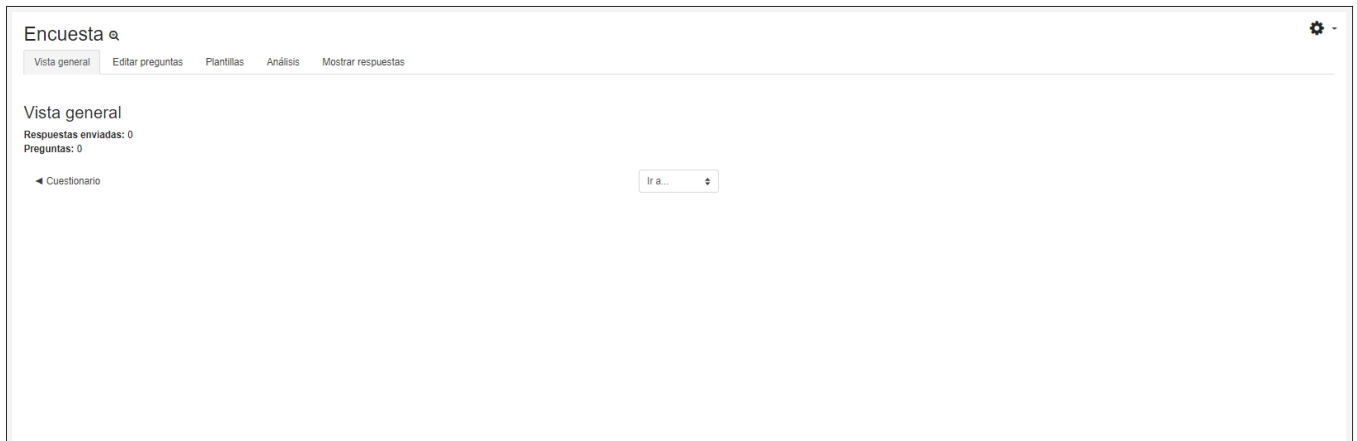 Encuesta
Vista general Editar preguntas Plantillas Análisis Mostrar respuestas
Vista general
Respuestas enviadas: 0
Preguntas: 0
◄ Cuestionario Ir a...